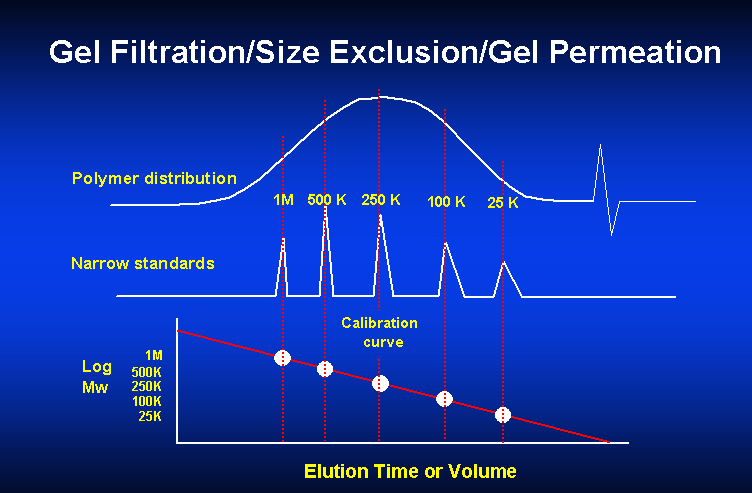 Gel Filtration/Size Exclusion/Gel Permeation
Polymer distribution
1M 500 K 250 K 100 K 25 K
Narrow standards
Calibration
curve
Log
Mw
1M
500K
250K
100K
25K
Elution Time or Volume